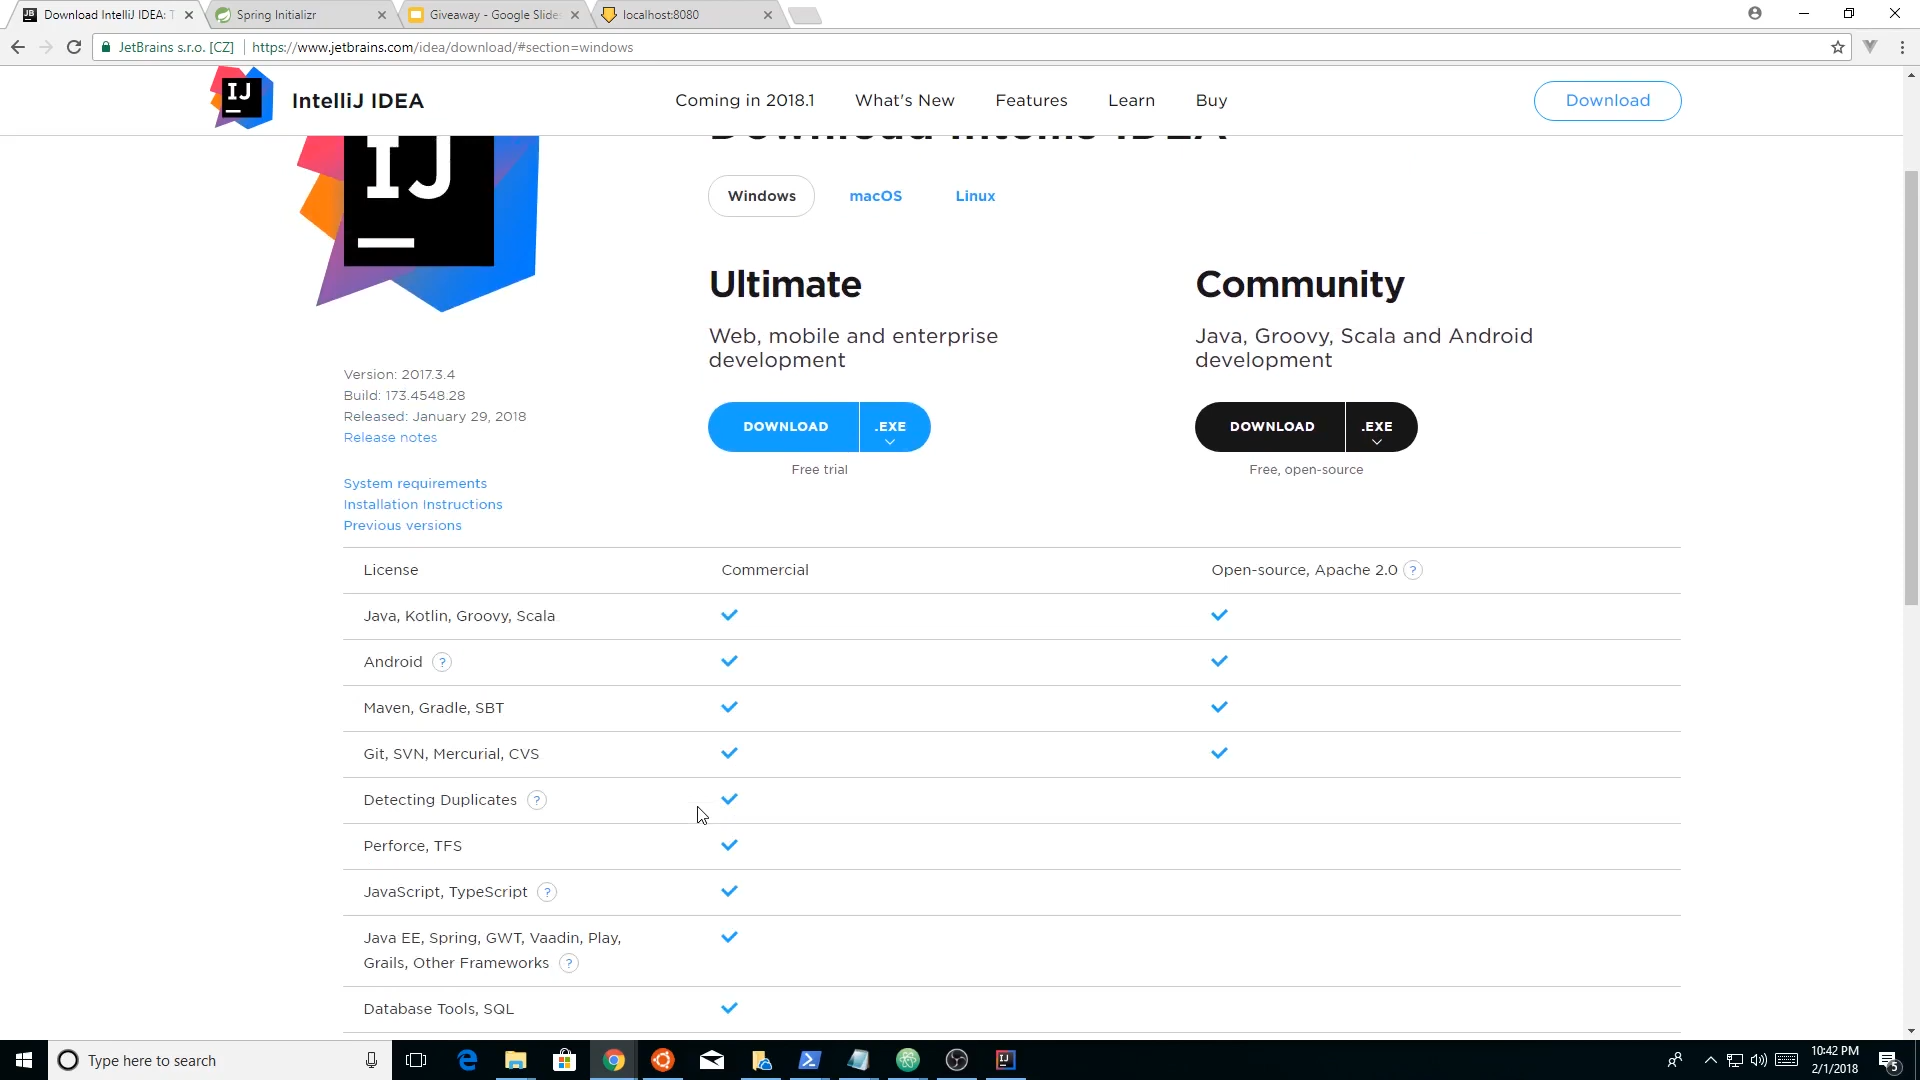 Download IntelliJ IDEA: T
Spring Initializr
Giveaway - Google Slide
localhost:8080
JetBrains s.r.o. [CZ]
https://www.jetbrains.com/idea/download/#section=windows
IJ
IntelliJ IDEA
Coming in 2018.1
What's New
Features
Learn
Buy
Download
Download IntelliJ IDEA
IJ
Windows
macOS
Linux
Ultimate
Community
Web, mobile and enterprise
development
Java, Groovy, Scala and Android
development
Version: 2017.3.4
Build: 173.4548.28
Released: January 29, 2018
Release notes
DOWNLOAD
.EXE
DOWNLOAD
.EXE
Free trial
Free, open-source
System requirements
Installation Instructions
Previous versions
License
Commercial
Open-source, Apache 2.0 ?
Java, Kotlin, Groovy, Scala
Android ?
Maven, Gradle, SBT
Git, SVN, Mercurial, CVS
Detecting Duplicates ?
Perforce, TFS
JavaScript, TypeScript ?
Java EE, Spring, GWT, Vaadin, Play,
Grails, Other Frameworks ?
Database Tools, SQL
Type here to search
10:42 PM
2/1/2018
5